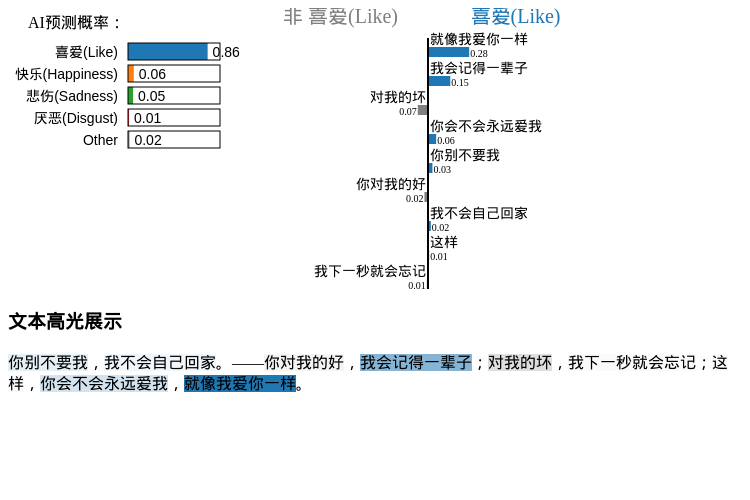 AI预测概率：
喜爱(Like) 0.86
快乐(Happiness) 0.06
悲伤(Sadness) 0.05
厌恶(Disgust) 0.01
Other 0.02
非 喜爱(Like) 喜爱(Like)
就像我爱你一样
0.28
我会记得一辈子
0.15
对我的坏
0.07
你会不会永远爱我
0.06
你别不要我
0.03
你对我的好
0.02
我不会自己回家
0.02
这样
0.01
我下一秒就会忘记
0.01
文本高光展示
你别不要我，我不会自己回家。——你对我的好，我会记得一辈子；对我的坏，我下一秒就会忘记；这
样，你会不会永远爱我，就像我爱你一样。